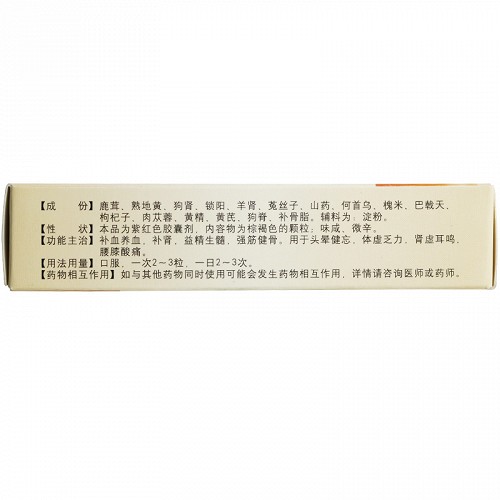 【成　　份】鹿茸、熟地黄、狗肾、锁阳、羊肾、菟丝子、山药、何首乌、槐米、巴戟天、
枸杞子、肉苁蓉、黄精、黄芪、狗脊、补骨脂。辅料为：淀粉。
【性　　状】本品为紫红色胶囊剂，内容物为棕褐色的颗粒；味咸、微辛。
【功能主治】补血养血、补肾、益精生髓，强筋健骨。用于头晕健忘、体虚乏力、肾虚耳鸣、
腰膝酸痛。
【用法用量】口服，一次2～3粒，一日2～3次。
【药物相互作用】如与其他药物同时使用可能会发生药物相互作用，详情请咨询医师或药师。